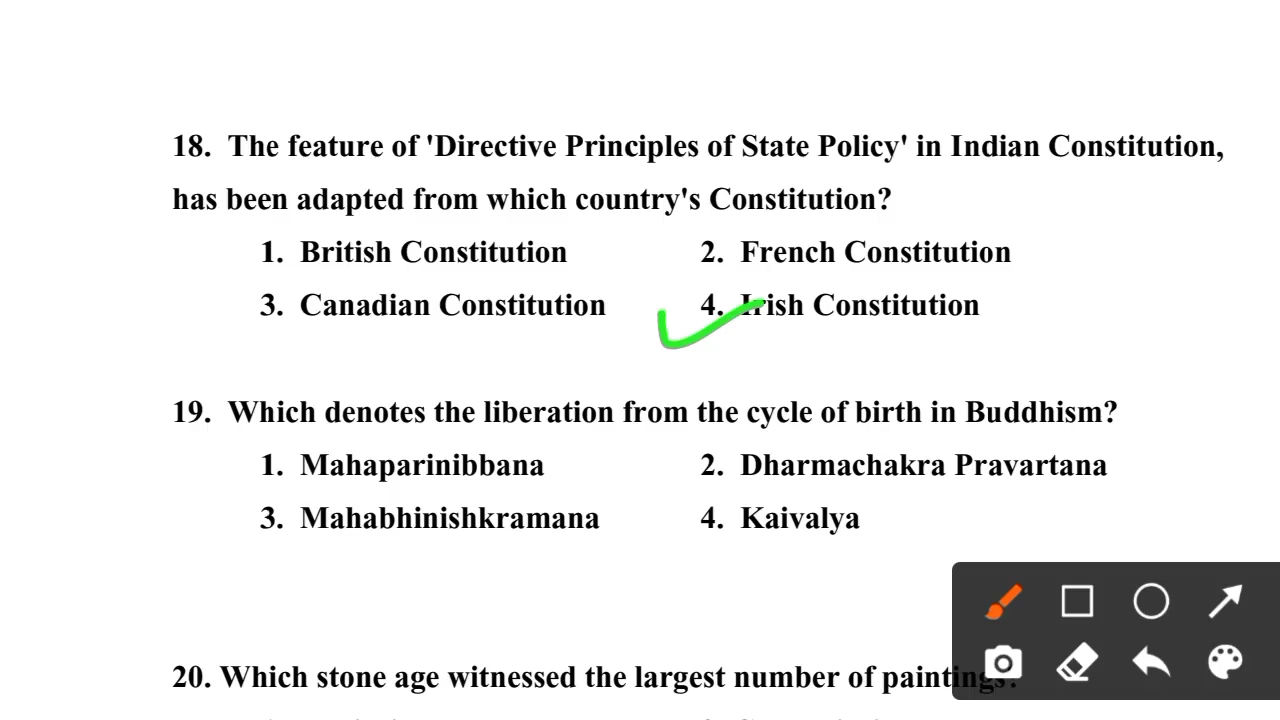 18. The feature of 'Directive Principles of State Policy' in Indian Constitution,
has been adapted from which country's Constitution?
1. British Constitution 2. French Constitution
3. Canadian Constitution 4. Irish Constitution
19. Which denotes the liberation from the cycle of birth in Buddhism?
1. Mahaparinibbana 2. Dharmachakra Pravartana
3. Mahabhinishkramana 4. Kaivalya
20. Which stone age witnessed the largest number of paintings?